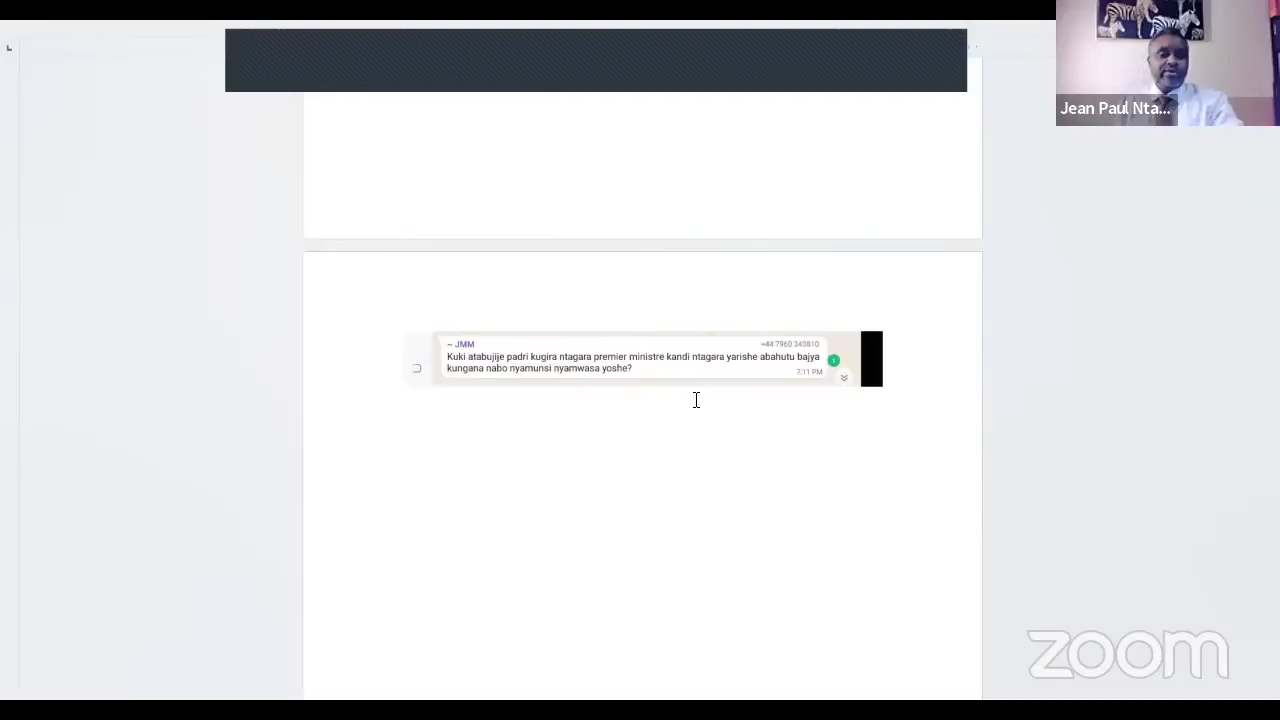 Jean Paul Nta...
~ JMM
+44 7960 343810
Kuki atabujije padri kugira ntagara premier ministre kandi ntagara yarishe abahutu bajya
kungana nabo nyamunsi nyamwasa yoshe?
7:11 PM
1
zoom